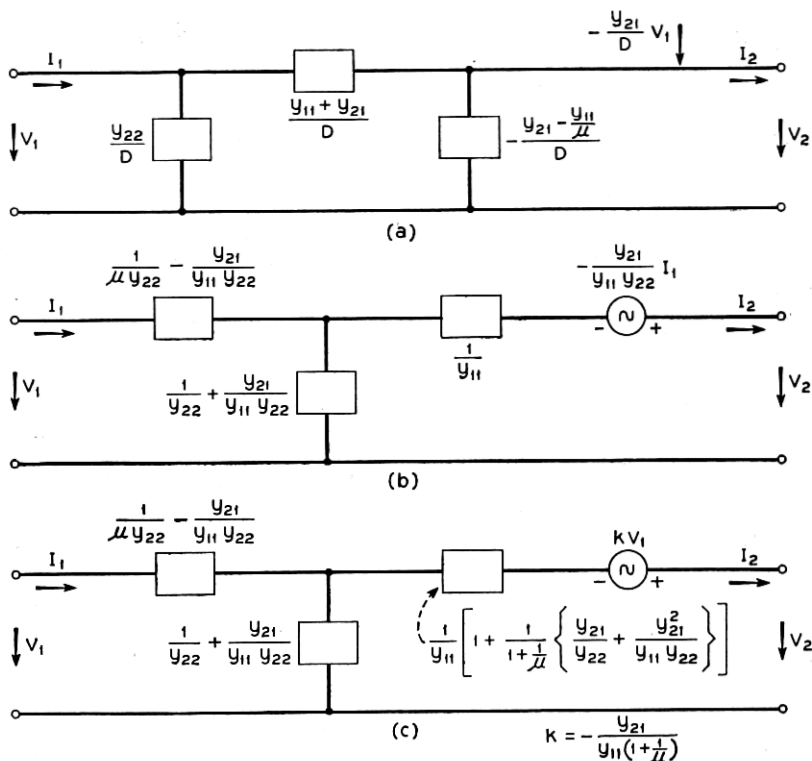 I₁
-y₂₁/D V₁
I₂
V₁
y₂₂/D
(y₁₁ + y₂₁)/D
-(y₂₁ - y₁₁/μ)/D
V₂
(a)
1/(μy₂₂) - y₂₁/(y₁₁ y₂₂)
-y₂₁/(y₁₁ y₂₂) I₁
I₁
I₂
- ~ +
1/y₁₁
V₁
1/y₂₂ + y₂₁/(y₁₁ y₂₂)
V₂
(b)
1/(μy₂₂) - y₂₁/(y₁₁ y₂₂)
kV₁
I₁
I₂
- ~ +
V₁
1/y₂₂ + y₂₁/(y₁₁ y₂₂)
1/y₁₁ [1 + 1/(1+1/μ) {y₂₁/y₂₂ + y₂₁²/(y₁₁ y₂₂)}]
V₂
(c)
K = -y₂₁/(y₁₁(1+1/μ))